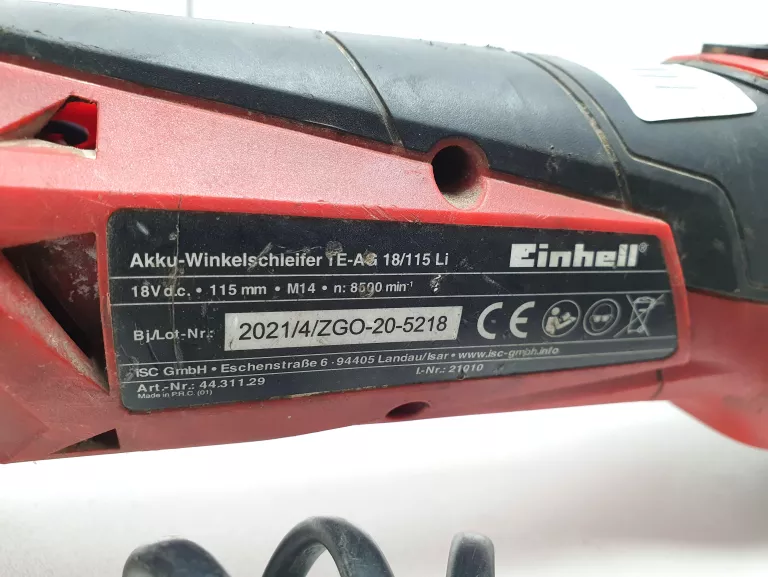 Akku-Winkelschleifer TE-AG 18/115 Li
Einhell®
18V d.c. • 115 mm • M14 • n: 8500 min⁻¹
Bj/Lot-Nr.: 2021/4/ZGO-20-5218
CE
ISC GmbH • Eschenstraße 6 • 94405 Landau/Isar • www.isc-gmbh.info
Art.-Nr.: 44.311.29 I.-Nr.: 21010
Made in P.R.C. (01)